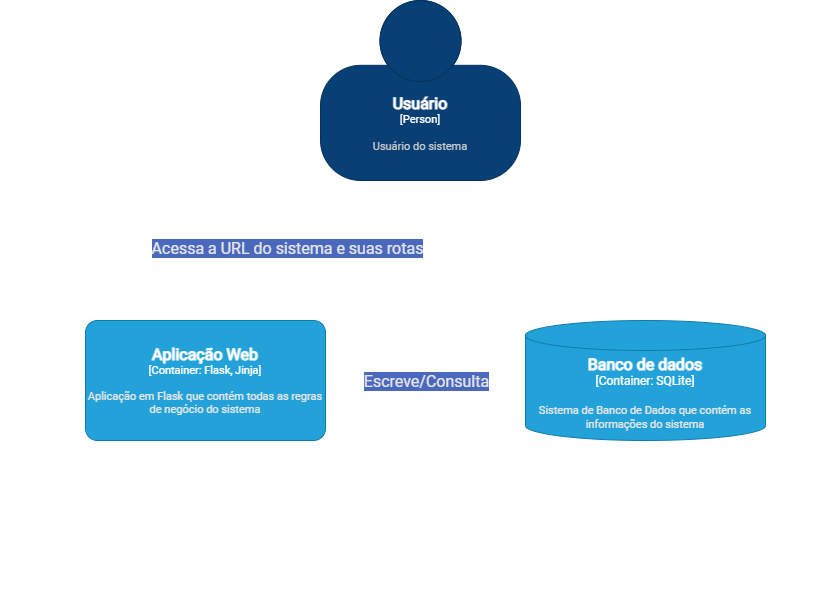 Usuário
[Person]
Usuário do sistema
Acessa a URL do sistema e suas rotas
Aplicação Web
[Container: Flask, Jinja]
Aplicação em Flask que contém todas as regras
de negócio do sistema
Escreve/Consulta
Banco de dados
[Container: SQLite]
Sistema de Banco de Dados que contém as
informações do sistema